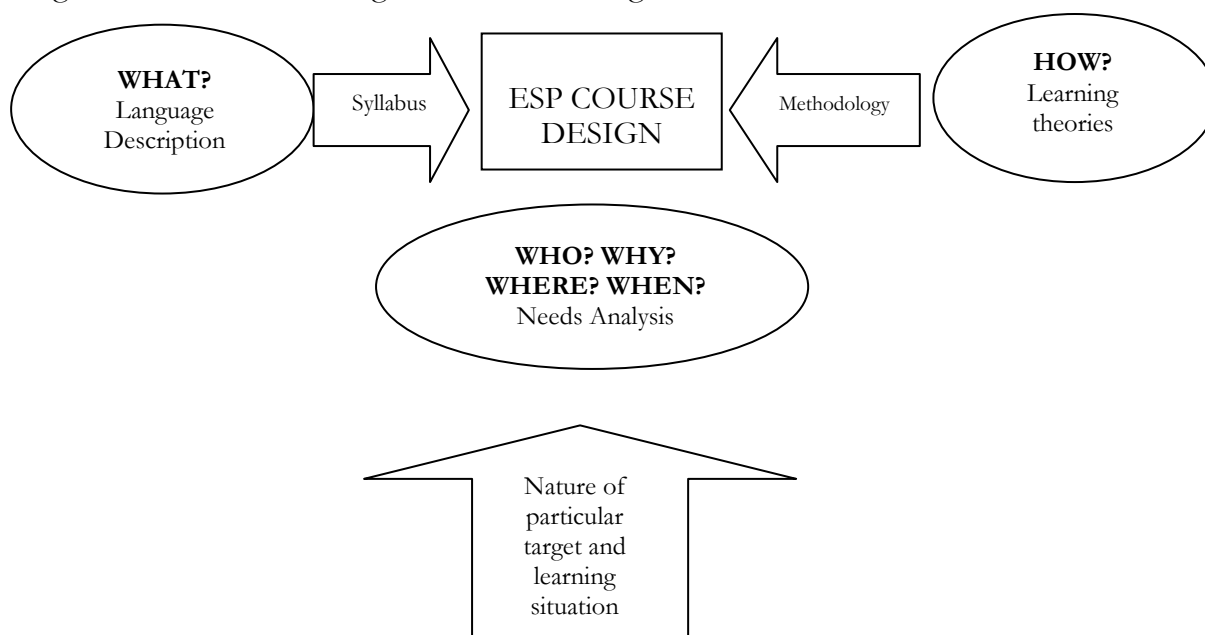 WHAT?
Language
Description
Syllabus
ESP COURSE
DESIGN
Methodology
HOW?
Learning
theories
WHO? WHY?
WHERE? WHEN?
Needs Analysis
Nature of
particular
target and
learning
situation